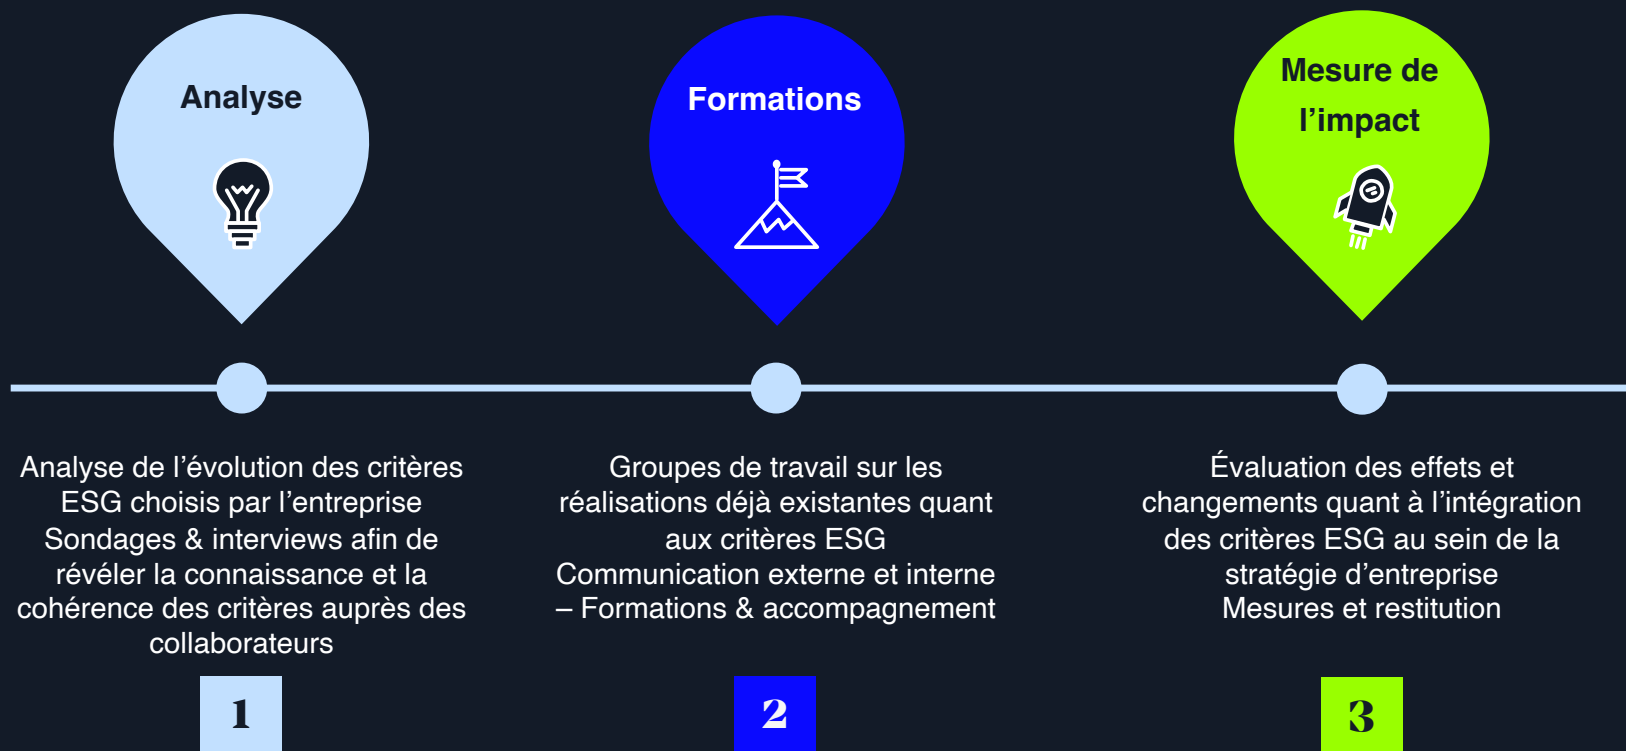 Analyse
Formations
Mesure de
l’impact
Analyse de l’évolution des critères
ESG choisis par l’entreprise
Sondages & interviews afin de
révéler la connaissance et la
cohérence des critères auprès des
collaborateurs
Groupes de travail sur les
réalisations déjà existantes quant
aux critères ESG
Communication externe et interne
– Formations & accompagnement
Évaluation des effets et
changements quant à l’intégration
des critères ESG au sein de la
stratégie d’entreprise
Mesures et restitution
1
2
3